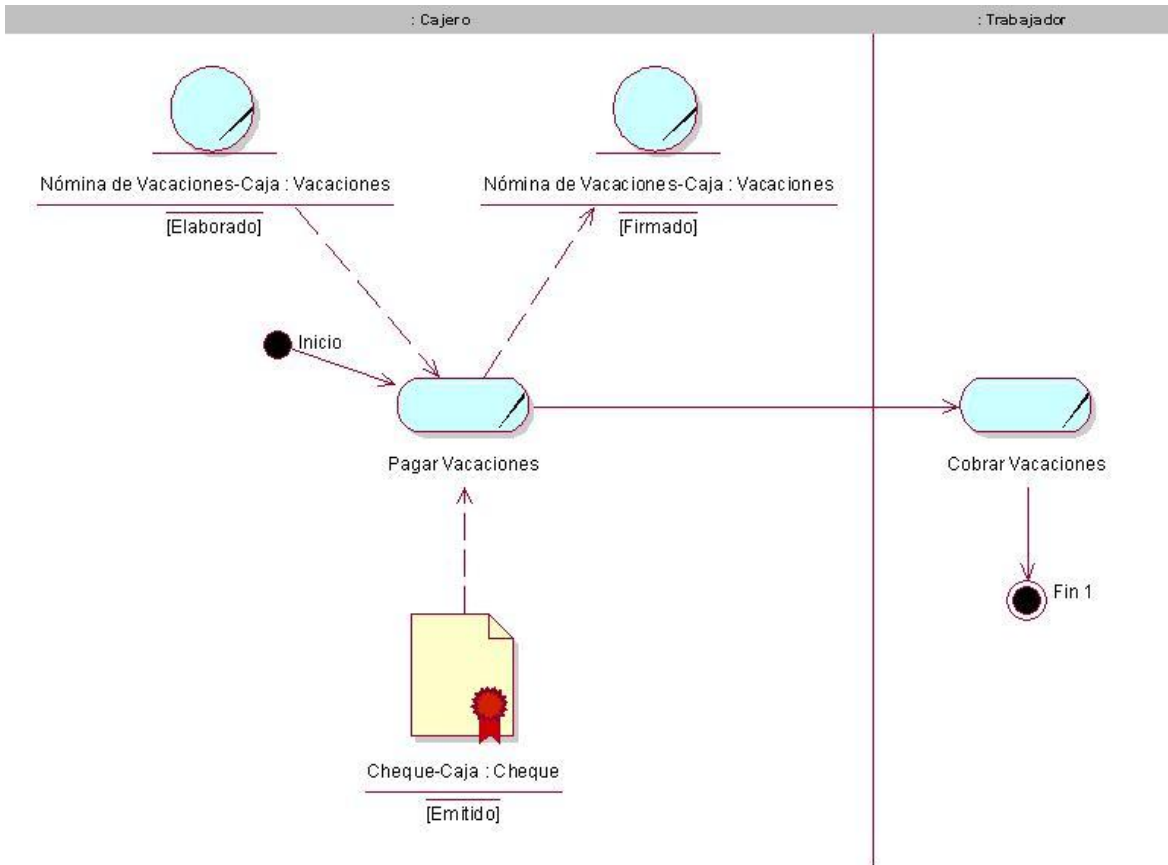 : Cajero
: Trabajador
Nómina de Vacaciones-Caja : Vacaciones
[Elaborado]
Nómina de Vacaciones-Caja : Vacaciones
[Firmado]
Inicio
Pagar Vacaciones
Cobrar Vacaciones
Fin 1
Cheque-Caja : Cheque
[Emitido]